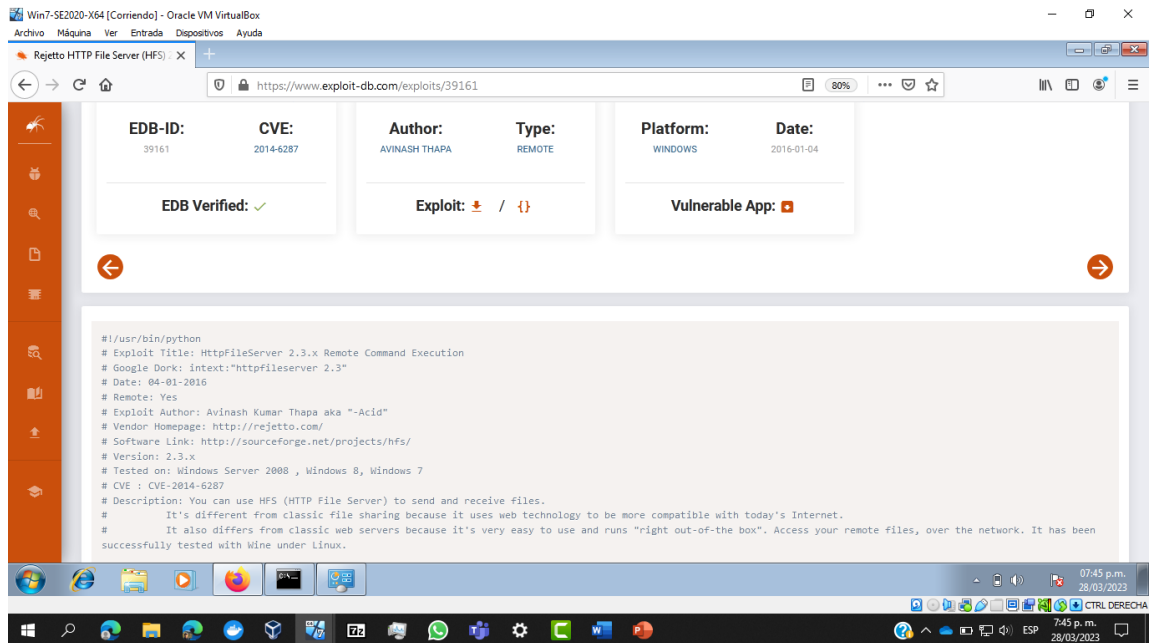 Win7-SE2020-X64 [Corriendo] - Oracle VM VirtualBox
Archivo Máquina Ver Entrada Dispositivos Ayuda
Rejetto HTTP File Server (HFS) 2
https://www.exploit-db.com/exploits/39161
80%
EDB-ID:
39161
CVE:
2014-6287
Author:
AVINASH THAPA
Type:
REMOTE
Platform:
WINDOWS
Date:
2016-01-04
EDB Verified:
Exploit: / {}
Vulnerable App:
#!/usr/bin/python
# Exploit Title: HttpFileServer 2.3.x Remote Command Execution
# Google Dork: intext:"httpfileserver 2.3"
# Date: 04-01-2016
# Remote: Yes
# Exploit Author: Avinash Kumar Thapa aka "-Acid"
# Vendor Homepage: http://rejetto.com/
# Software Link: http://sourceforge.net/projects/hfs/
# Version: 2.3.x
# Tested on: Windows Server 2008 , Windows 8, Windows 7
# CVE : CVE-2014-6287
# Description: You can use HFS (HTTP File Server) to send and receive files.
# It's different from classic file sharing because it uses web technology to be more compatible with today's Internet.
# It also differs from classic web servers because it's very easy to use and runs "right out-of-the box". Access your remote files, over the network. It has been
successfully tested with Wine under Linux.
07:45 p.m.
28/03/2023
CTRL DERECHA
ESP
7:45 p. m.
28/03/2023